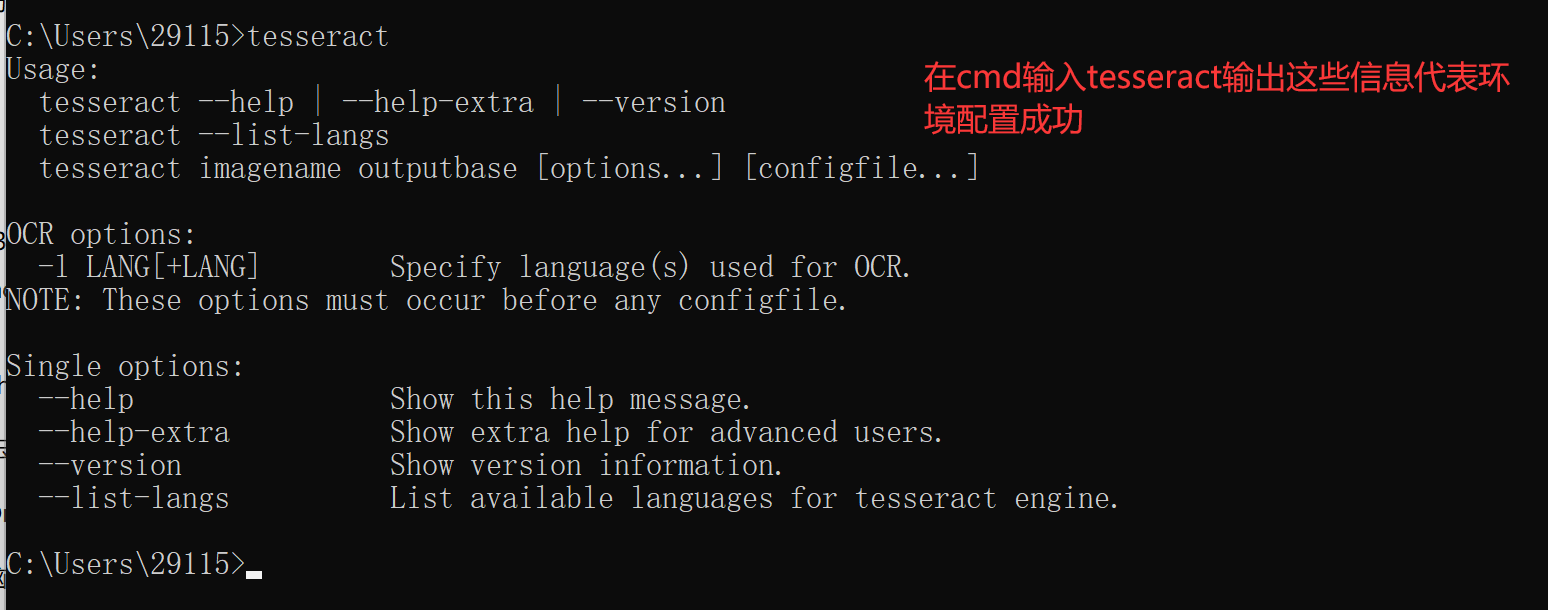 C:\Users\29115>tesseract
Usage:
  tesseract --help | --help-extra | --version
  tesseract --list-langs
  tesseract imagename outputbase [options...] [configfile...]
在cmd输入tesseract输出这些信息代表环
境配置成功
OCR options:
  -l LANG[+LANG]        Specify language(s) used for OCR.
NOTE: These options must occur before any configfile.
Single options:
  --help                Show this help message.
  --help-extra          Show extra help for advanced users.
  --version             Show version information.
  --list-langs          List available languages for tesseract engine.
C:\Users\29115>